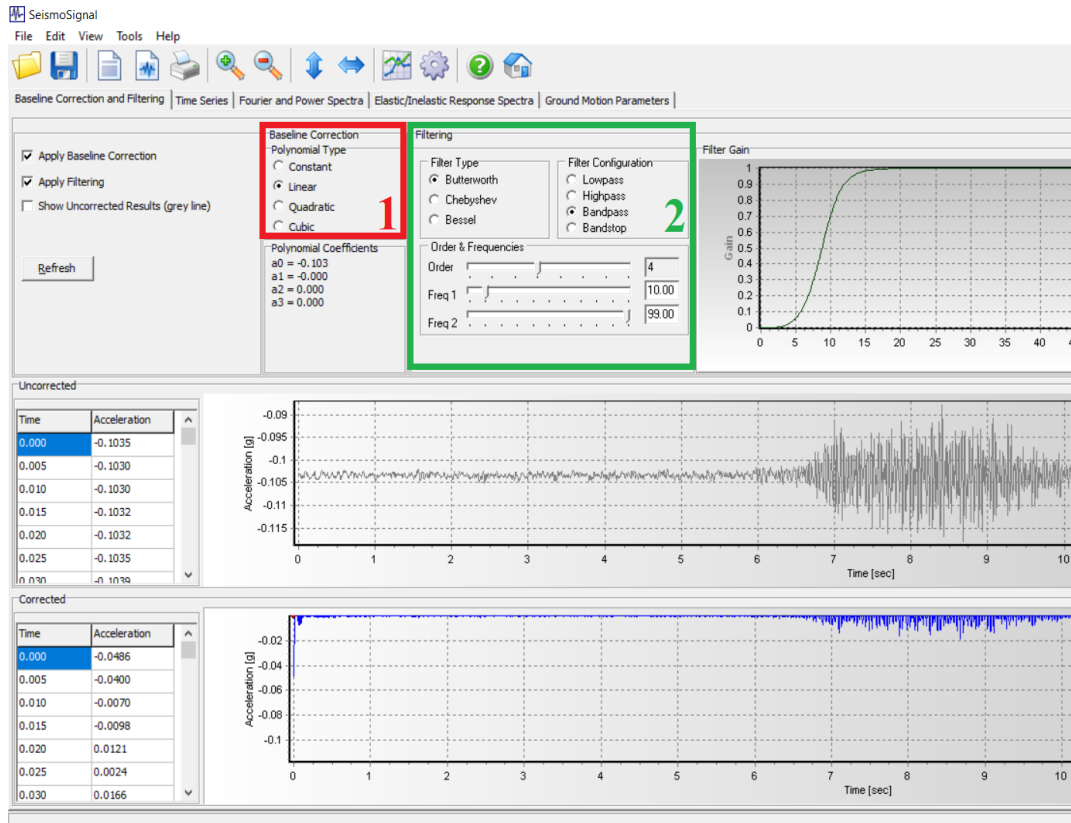 SeismoSignal
File Edit View Tools Help
Baseline Correction and Filtering Time Series Fourier and Power Spectra Elastic/Inelastic Response Spectra Ground Motion Parameters
Apply Baseline Correction
Apply Filtering
Show Uncorrected Results (grey line)
Refresh
Baseline Correction
Polynomial Type
Constant
Linear
Quadratic
Cubic
1
Polynomial Coefficients
a0 = -0.103
a1 = -0.000
a2 = 0.000
a3 = 0.000
Filtering
Filter Type
Butterworth
Chebyshev
Bessel
Filter Configuration
Lowpass
Highpass
Bandpass
Bandstop
2
Order & Frequencies
Order 4
Freq 1 10.00
Freq 2 99.00
Filter Gain
Gain
1
0.9
0.8
0.7
0.6
0.5
0.4
0.3
0.2
0.1
0
0 5 10 15 20 25 30 35 40
Uncorrected
Time Acceleration
0.000 -0.1035
0.005 -0.1030
0.010 -0.1030
0.015 -0.1032
0.020 -0.1032
0.025 -0.1035
0.030 -0.1039
Acceleration [g]
-0.09
-0.095
-0.1
-0.105
-0.11
-0.115
0 1 2 3 4 5 6 7 8 9 10
Time [sec]
Corrected
Time Acceleration
0.000 -0.0486
0.005 -0.0400
0.010 -0.0070
0.015 -0.0098
0.020 0.0121
0.025 0.0024
0.030 0.0166
Acceleration [g]
-0.02
-0.04
-0.06
-0.08
-0.1
0 1 2 3 4 5 6 7 8 9 10
Time [sec]